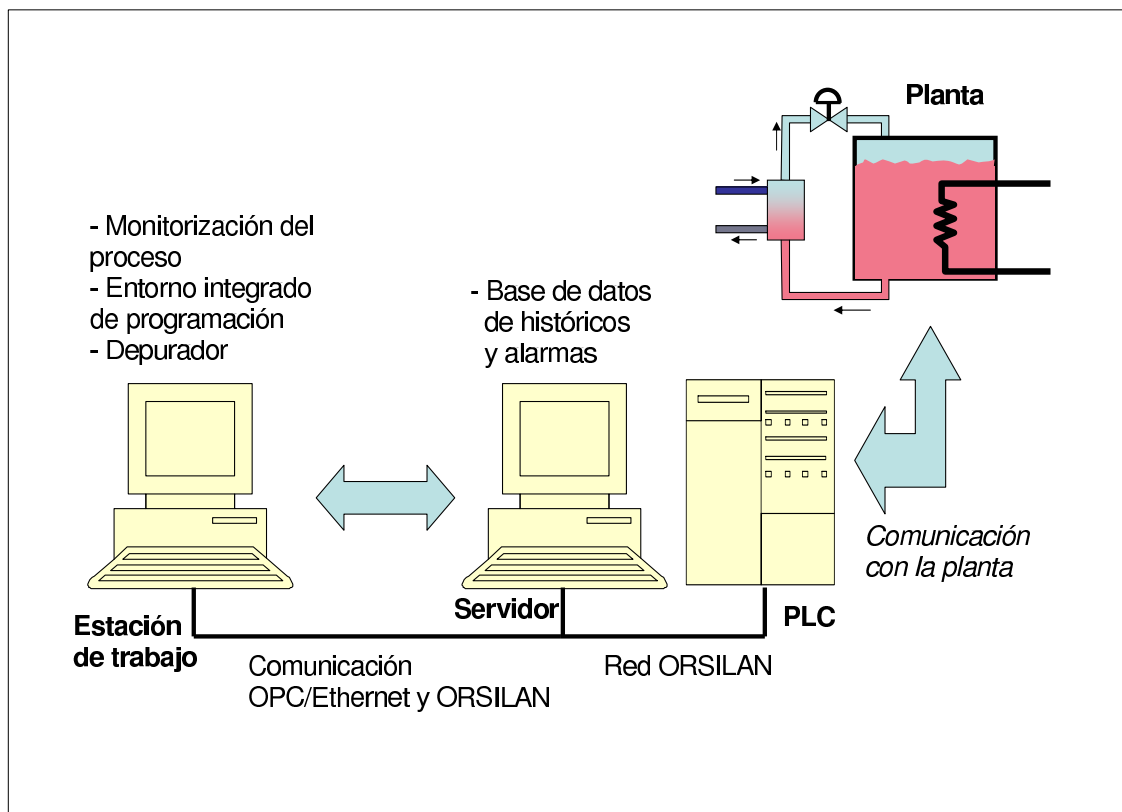 Planta
- Monitorización del
proceso
- Entorno integrado
de programación
- Depurador
- Base de datos
de históricos
y alarmas
Comunicación
con la planta
Estación
de trabajo
Servidor
PLC
Comunicación
OPC/Ethernet y ORSILAN
Red ORSILAN